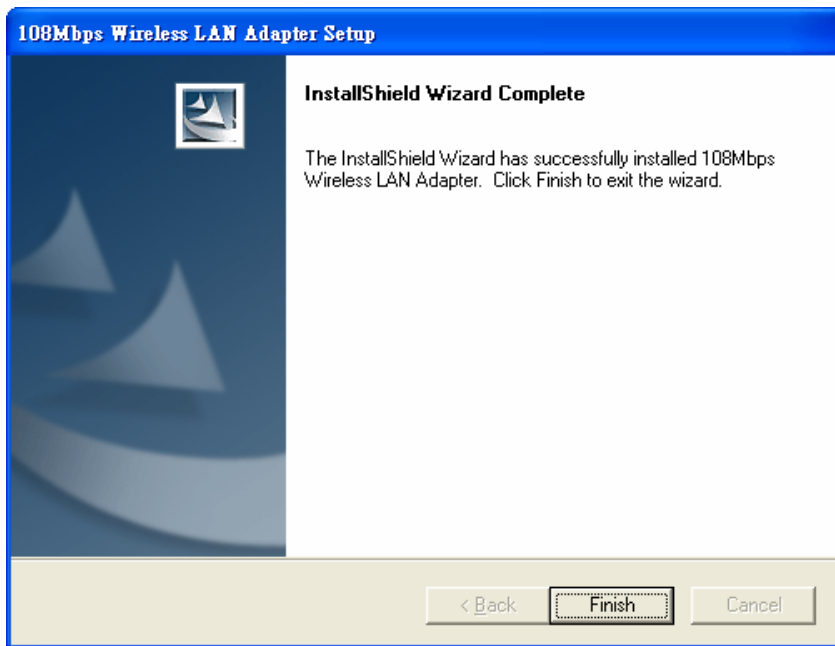 108Mbps Wireless LAN Adapter Setup
InstallShield Wizard Complete
The InstallShield Wizard has successfully installed 108Mbps
Wireless LAN Adapter. Click Finish to exit the wizard.
< Back
Finish
Cancel